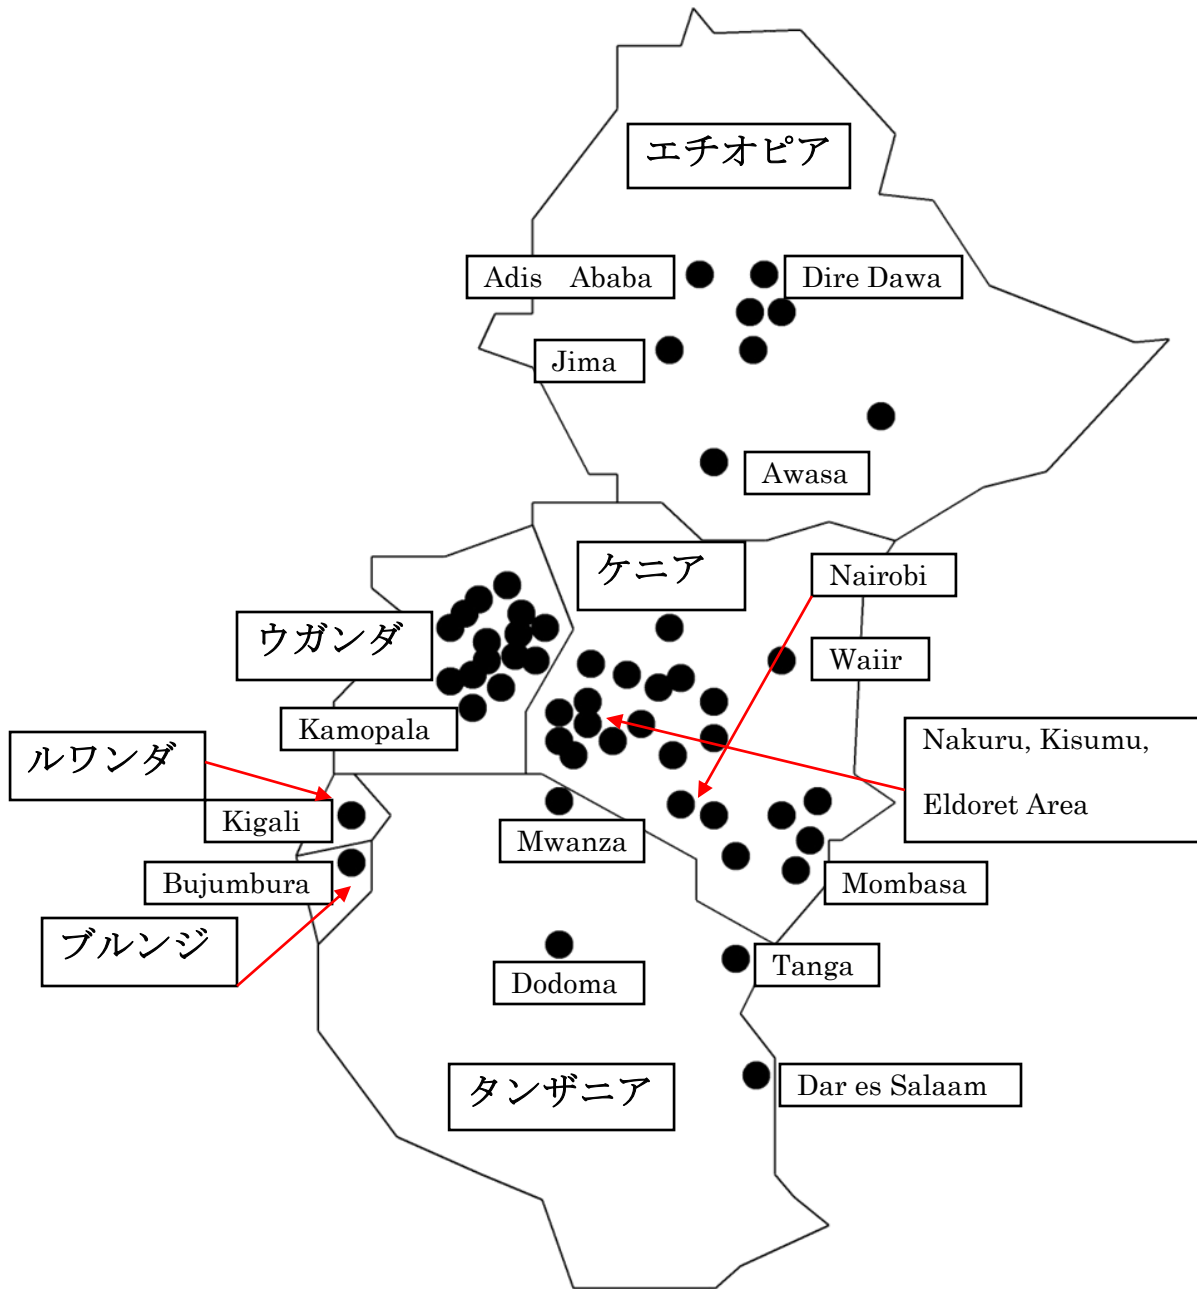 エチオピア
Adis Ababa
Dire Dawa
Jima
Awasa
ケニア
Nairobi
ウガンダ
Waiir
Kamopala
Nakuru, Kisumu,
Eldoret Area
ルワンダ
Kigali
Mwanza
Bujumbura
Mombasa
ブルンジ
Tanga
Dodoma
タンザニア
Dar es Salaam